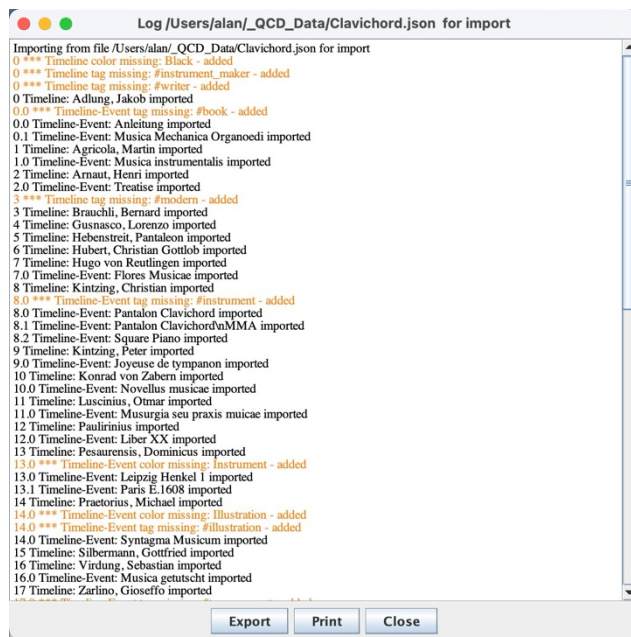 Log /Users/alan/_QCD_Data/Clavichord.json for import
Importing from file /Users/alan/_QCD_Data/Clavichord.json for import
0 *** Timeline color missing: Black - added
0 *** Timeline tag missing: #instrument_maker - added
0 *** Timeline tag missing: #writer - added
0 Timeline: Adlung, Jakob imported
0.0 *** Timeline-Event tag missing: #book - added
0.0 Timeline-Event: Anleitung imported
0.1 Timeline-Event: Musica Mechanica Organoedi imported
1 Timeline: Agricola, Martin imported
1.0 Timeline-Event: Musica instrumentalis imported
2 Timeline: Arnaut, Henri imported
2.0 Timeline-Event: Treatise imported
3 *** Timeline tag missing: #modern - added
3 Timeline: Brauchli, Bernard imported
4 Timeline: Gusnasco, Lorenzo imported
5 Timeline: Hebenstreit, Pantaleon imported
6 Timeline: Hubert, Christian Gottlob imported
7 Timeline: Hugo von Reutlingen imported
7.0 Timeline-Event: Flores Musicae imported
8 Timeline: Kintzing, Christian imported
8.0 *** Timeline-Event tag missing: #instrument - added
8.0 Timeline-Event: Pantalon Clavichord imported
8.1 Timeline-Event: Pantalon Clavichord\nMMA imported
8.2 Timeline-Event: Square Piano imported
9 Timeline: Kintzing, Peter imported
9.0 Timeline-Event: Joyeuse de tympanon imported
10 Timeline: Konrad von Zabern imported
10.0 Timeline-Event: Novellus musicae imported
11 Timeline: Luscinius, Otmar imported
11.0 Timeline-Event: Musurgia seu praxis muicae imported
12 Timeline: Paulirinius imported
12.0 Timeline-Event: Liber XX imported
13 Timeline: Pesaurensis, Dominicus imported
13.0 *** Timeline-Event color missing: Instrument - added
13.0 Timeline-Event: Leipzig Henkel 1 imported
13.1 Timeline-Event: Paris E.1608 imported
14 Timeline: Praetorius, Michael imported
14.0 *** Timeline-Event color missing: Illustration - added
14.0 *** Timeline-Event tag missing: #illustration - added
14.0 Timeline-Event: Syntagma Musicum imported
15 Timeline: Silbermann, Gottfried imported
16 Timeline: Virdung, Sebastian imported
16.0 Timeline-Event: Musica getutscht imported
17 Timeline: Zarlino, Gioseffo imported
Export Print Close